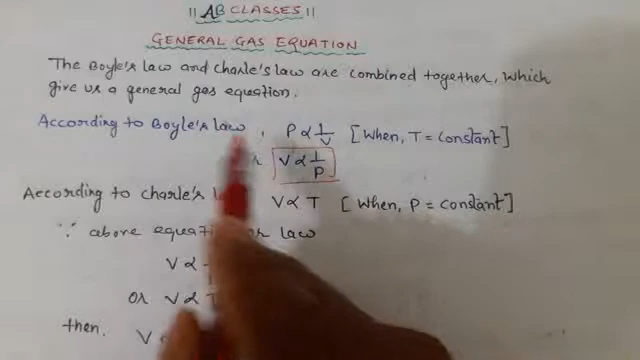 || AB CLASSES ||
GENERAL GAS EQUATION
The Boyle's law and Charle's law are combined together, which
give us a general gas equation.
According to Boyle's law, P ∝ 1/V [When, T = constant]
V ∝ 1/P
According to charle's V ∝ T [When, P = constant]
∵ above law
V ∝
or V ∝ T
then. V